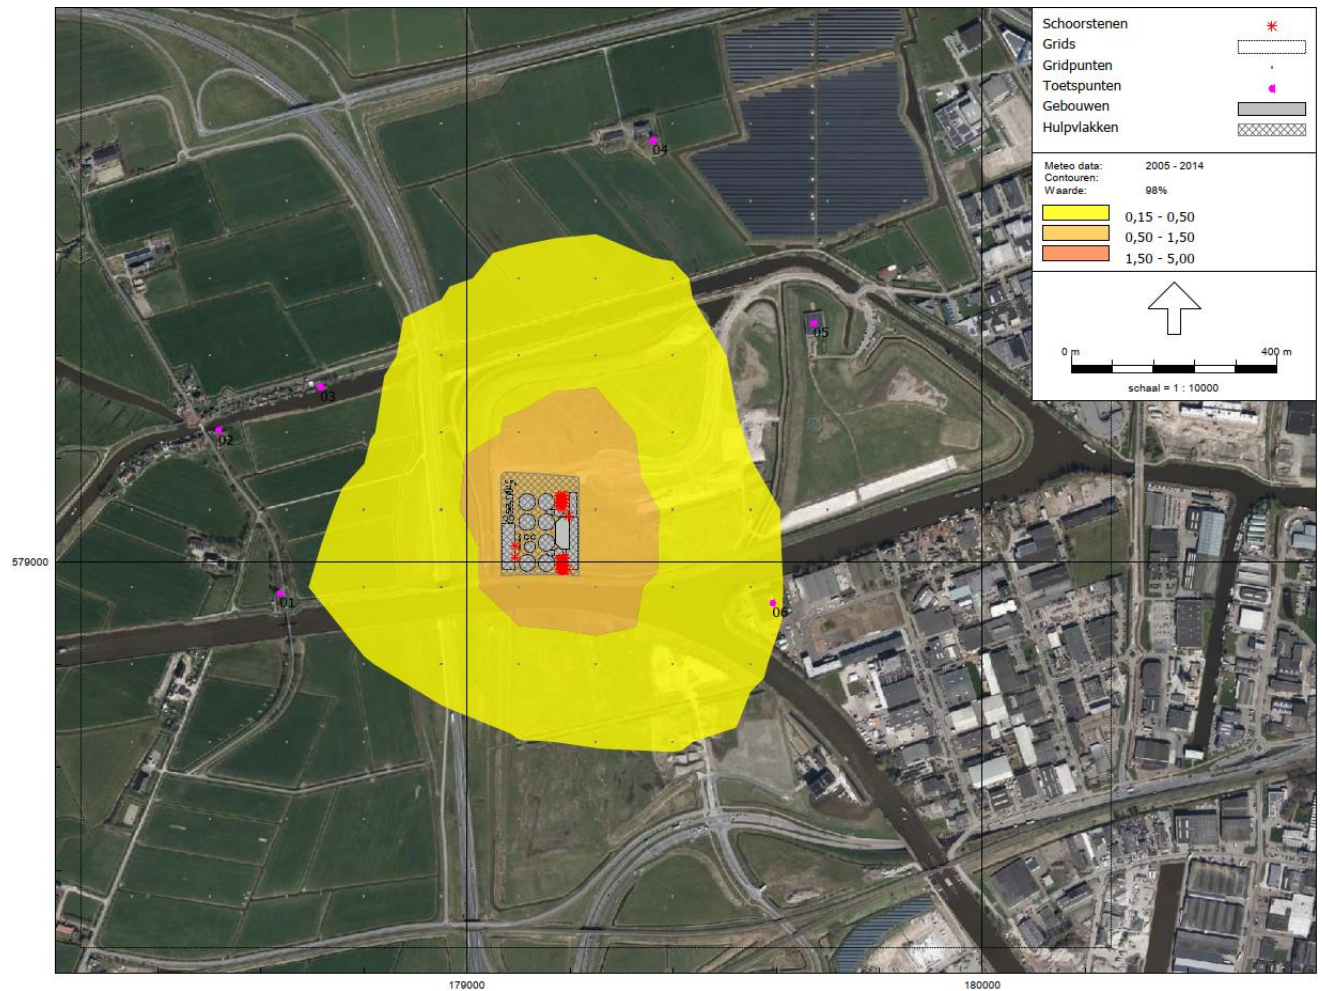 Schoorstenen
Grids
Gridpunten
Toetspunten
Gebouwen
Hulpvlakken
Meteo data: 2005 - 2014
Contouren:
Waarde: 98%
0,15 - 0,50
0,50 - 1,50
1,50 - 5,00
0 m 400 m
schaal = 1 : 10000
04
05
03
02
579000
01
06
179000 180000